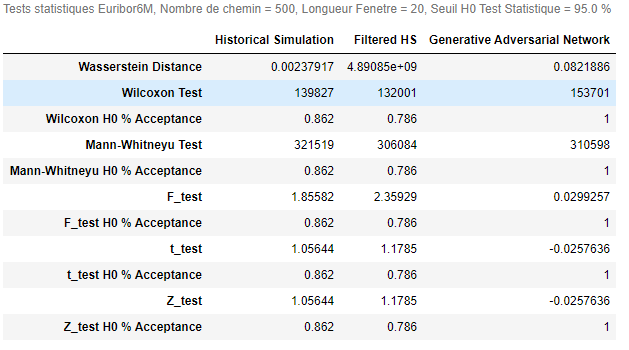 Tests statistiques Euribor6M, Nombre de chemin = 500, Longueur Fenetre = 20, Seuil H0 Test Statistique = 95.0 %
Historical Simulation Filtered HS Generative Adversarial Network
Wasserstein Distance 0.00237917 4.89085e+09 0.0821886
Wilcoxon Test 139827 132001 153701
Wilcoxon H0 % Acceptance 0.862 0.786 1
Mann-Whitneyu Test 321519 306084 310598
Mann-Whitneyu H0 % Acceptance 0.862 0.786 1
F_test 1.85582 2.35929 0.0299257
F_test H0 % Acceptance 0.862 0.786 1
t_test 1.05644 1.1785 -0.0257636
t_test H0 % Acceptance 0.862 0.786 1
Z_test 1.05644 1.1785 -0.0257636
Z_test H0 % Acceptance 0.862 0.786 1